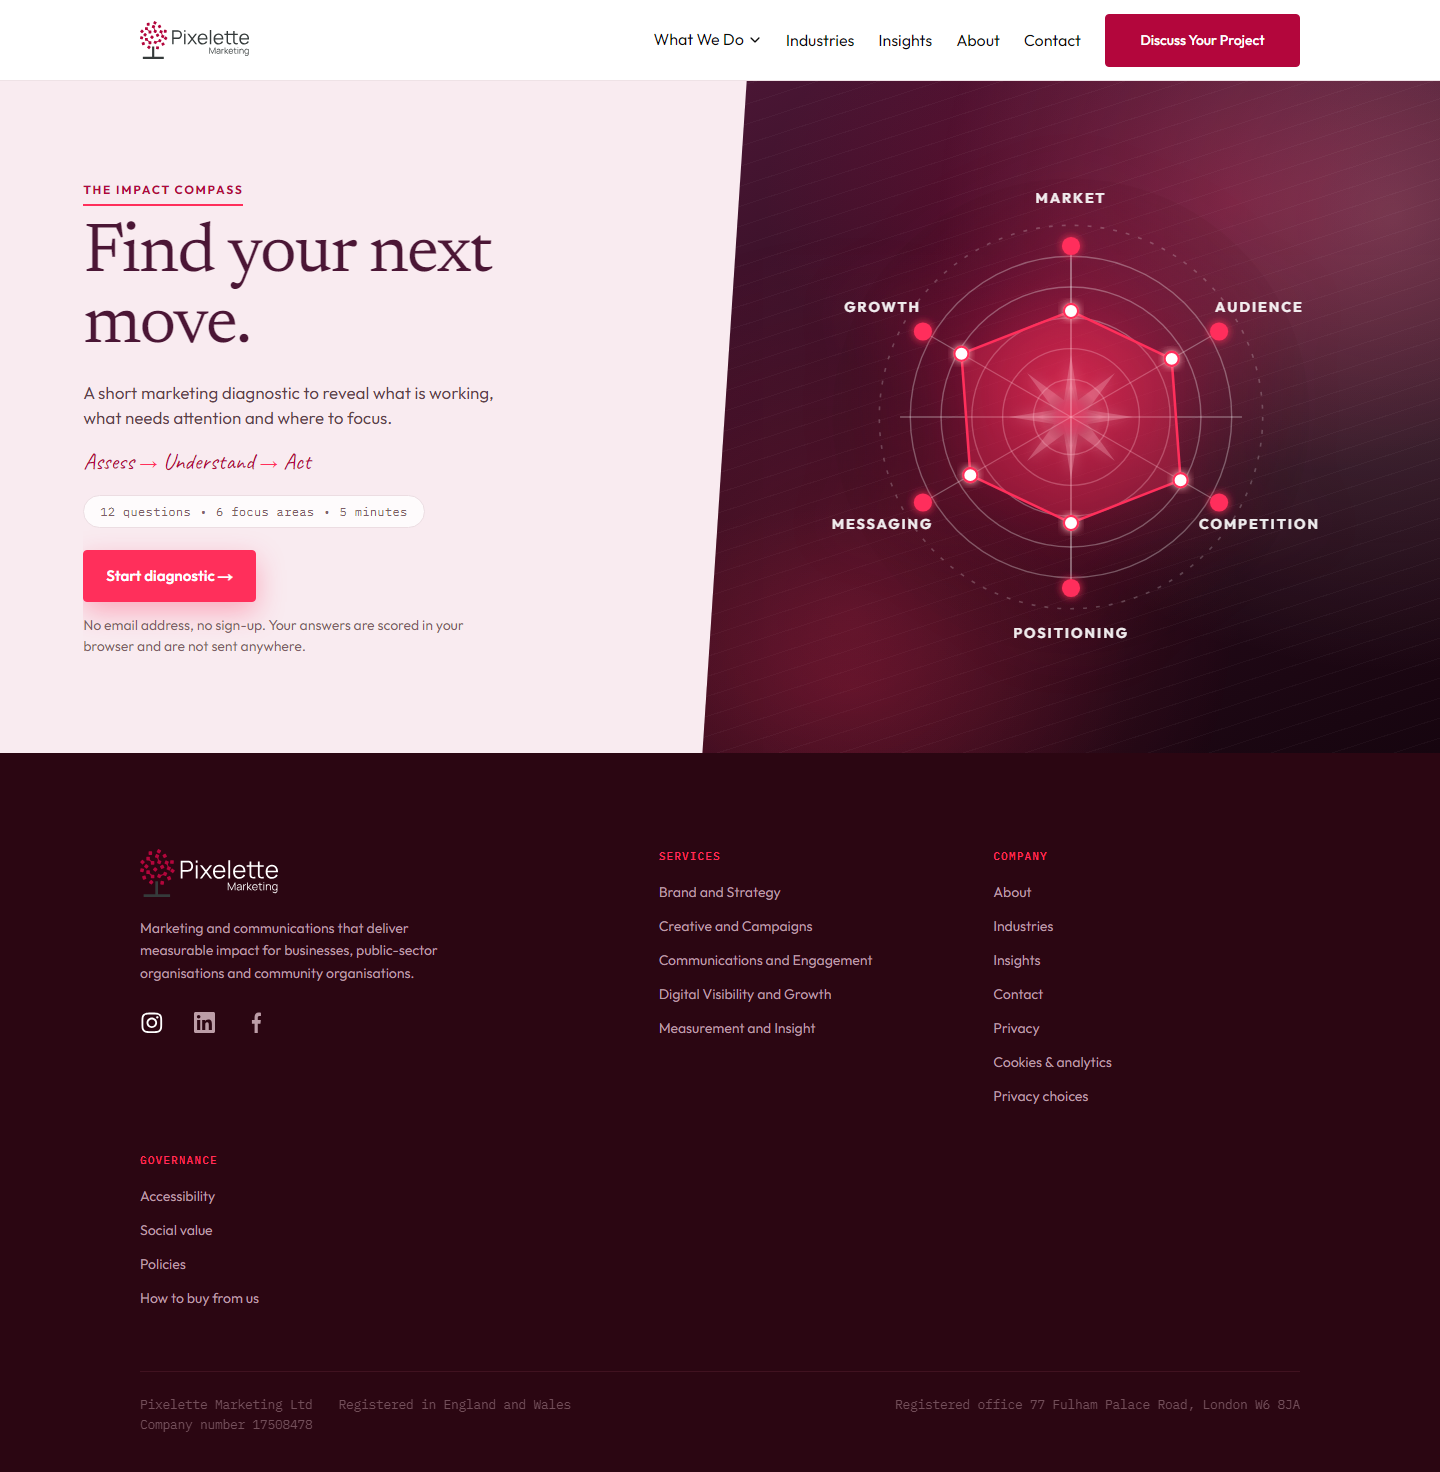 Pixelette
Marketing
What We Do
Industries
Insights
About
Contact
Discuss Your Project
THE IMPACT COMPASS
Find your next
move.
A short marketing diagnostic to reveal what is working,
what needs attention and where to focus.
Assess → Understand → Act
12 questions • 6 focus areas • 5 minutes
Start diagnostic →
No email address, no sign-up. Your answers are scored in your
browser and are not sent anywhere.
MARKET
GROWTH
AUDIENCE
MESSAGING
COMPETITION
POSITIONING
Pixelette
Marketing
Marketing and communications that deliver
measurable impact for businesses, public-sector
organisations and community organisations.
SERVICES
Brand and Strategy
Creative and Campaigns
Communications and Engagement
Digital Visibility and Growth
Measurement and Insight
COMPANY
About
Industries
Insights
Contact
Privacy
Cookies & analytics
Privacy choices
GOVERNANCE
Accessibility
Social value
Policies
How to buy from us
Pixelette Marketing Ltd
Registered in England and Wales
Company number 17508478
Registered office 77 Fulham Palace Road, London W6 8JA